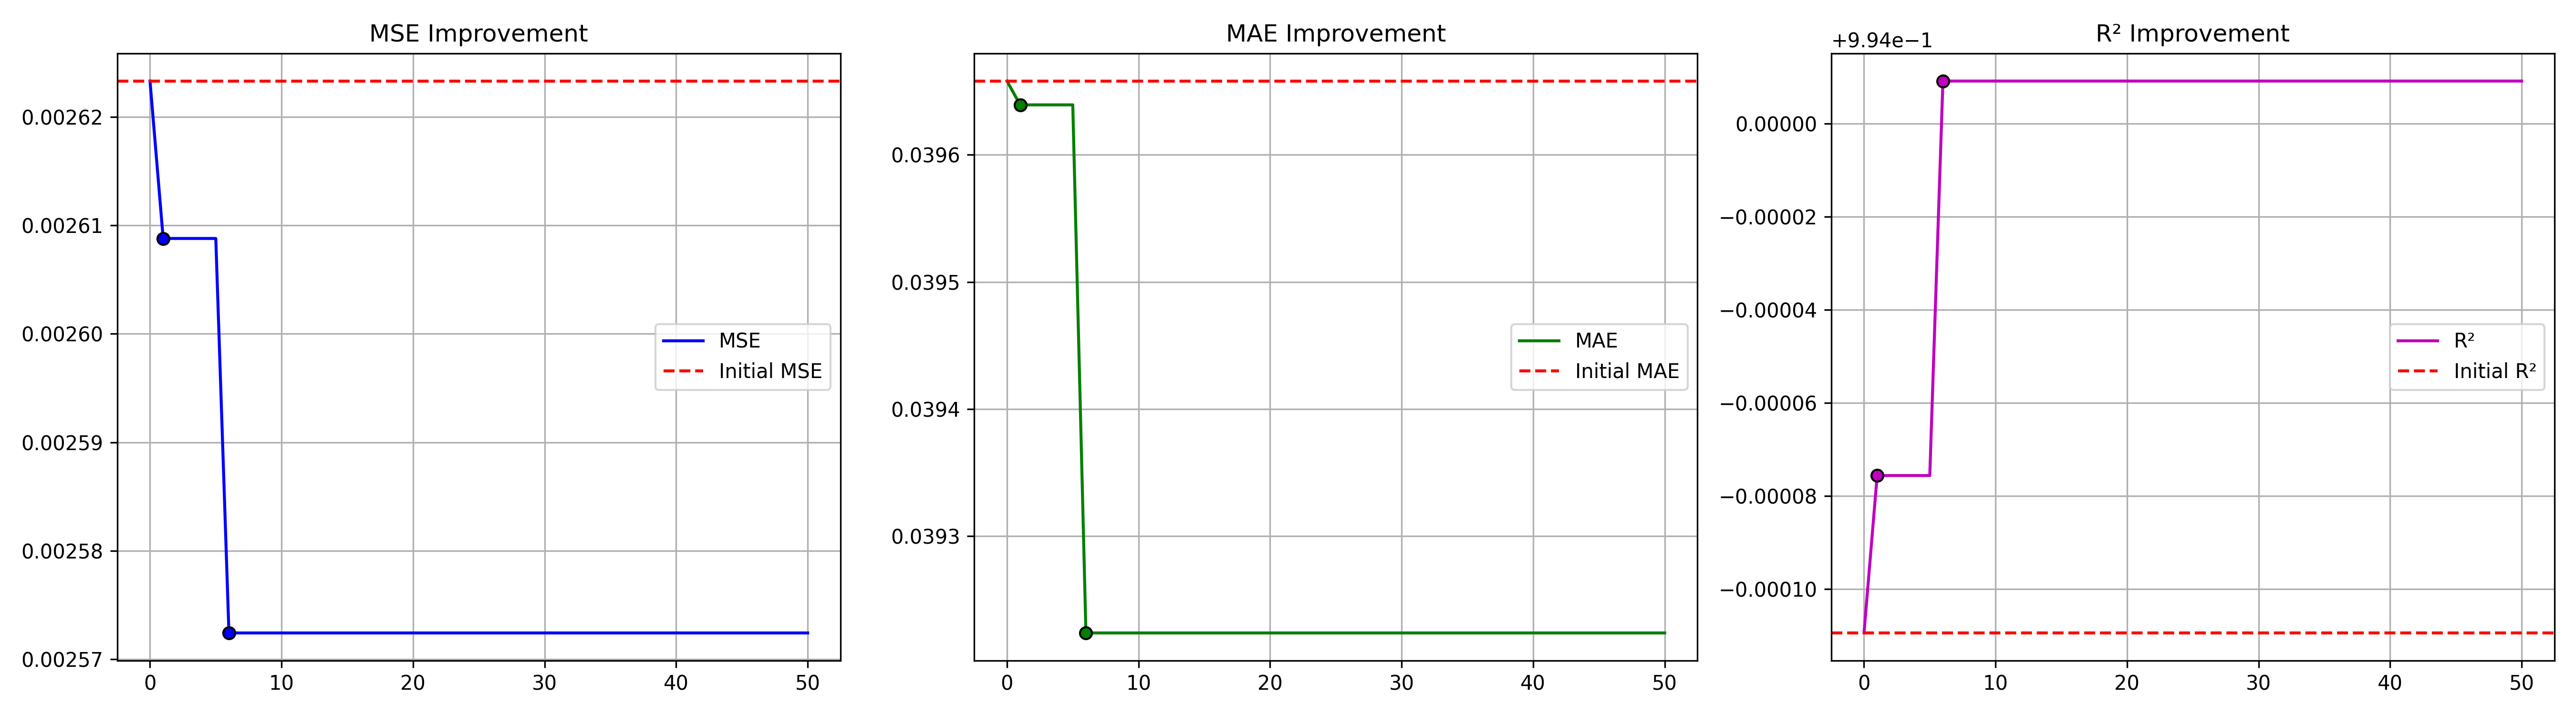 MSE Improvement
0.00262
0.00261
0.00260
0.00259
0.00258
0.00257
0 10 20 30 40 50
MSE
Initial MSE
MAE Improvement
0.0396
0.0395
0.0394
0.0393
0 10 20 30 40 50
MAE
Initial MAE
R² Improvement
+9.94e−1
0.00000
−0.00002
−0.00004
−0.00006
−0.00008
−0.00010
0 10 20 30 40 50
R²
Initial R²